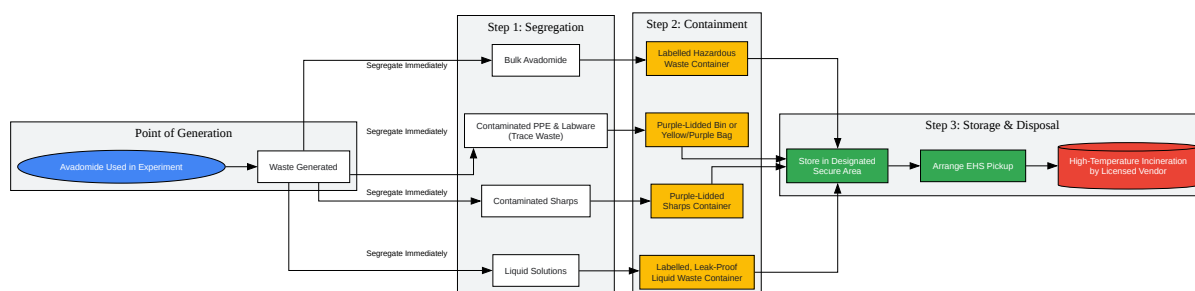 Point of Generation
Avadomide Used in Experiment
Waste Generated
Segregate Immediately
Segregate Immediately
Segregate Immediately
Segregate Immediately
Step 1: Segregation
Bulk Avadomide
Contaminated PPE & Labware
(Trace Waste)
Contaminated Sharps
Liquid Solutions
Step 2: Containment
Labelled Hazardous
Waste Container
Purple-Lidded Bin or
Yellow/Purple Bag
Purple-Lidded
Sharps Container
Labelled, Leak-Proof
Liquid Waste Container
Step 3: Storage & Disposal
Store in Designated
Secure Area
Arrange EHS Pickup
High-Temperature Incineration
by Licensed Vendor